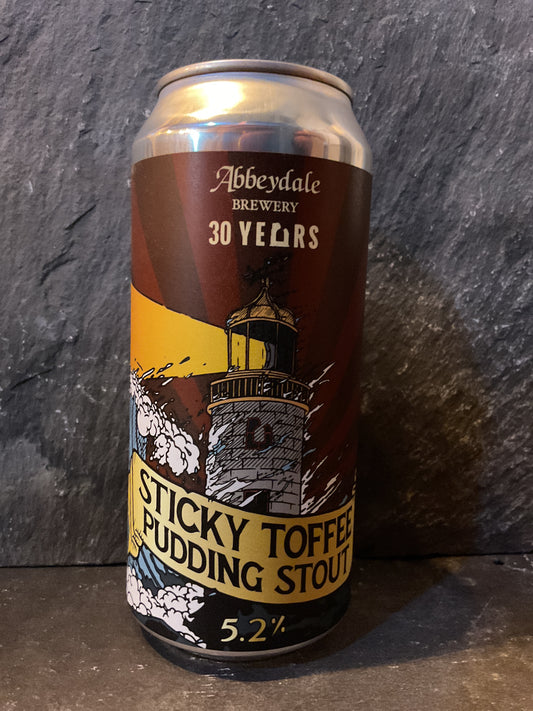 Abbeydale
BREWERY
30 YEARS
STICKY TOFFEE
PUDDING STOUT
5.2%